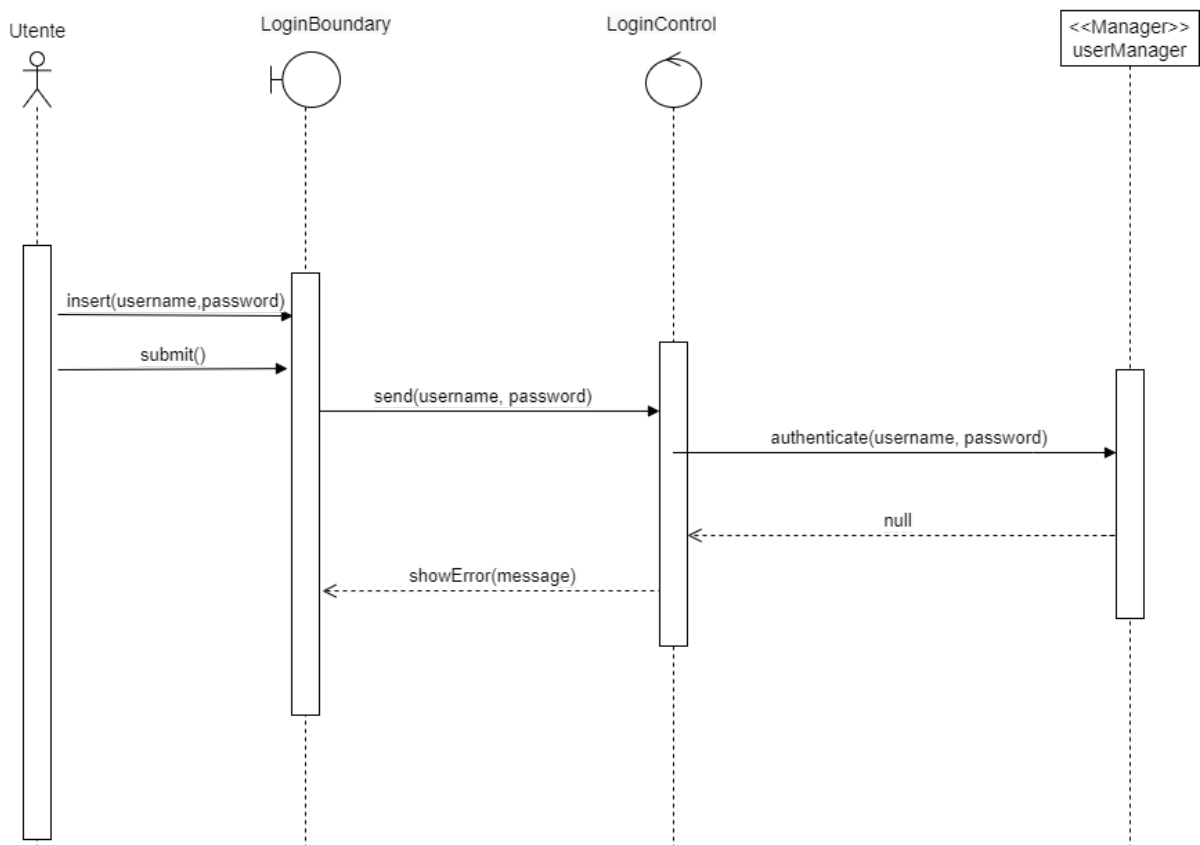 Utente
LoginBoundary
LoginControl
<<Manager>>
userManager
insert(username,password)
submit()
send(username, password)
authenticate(username, password)
null
showError(message)